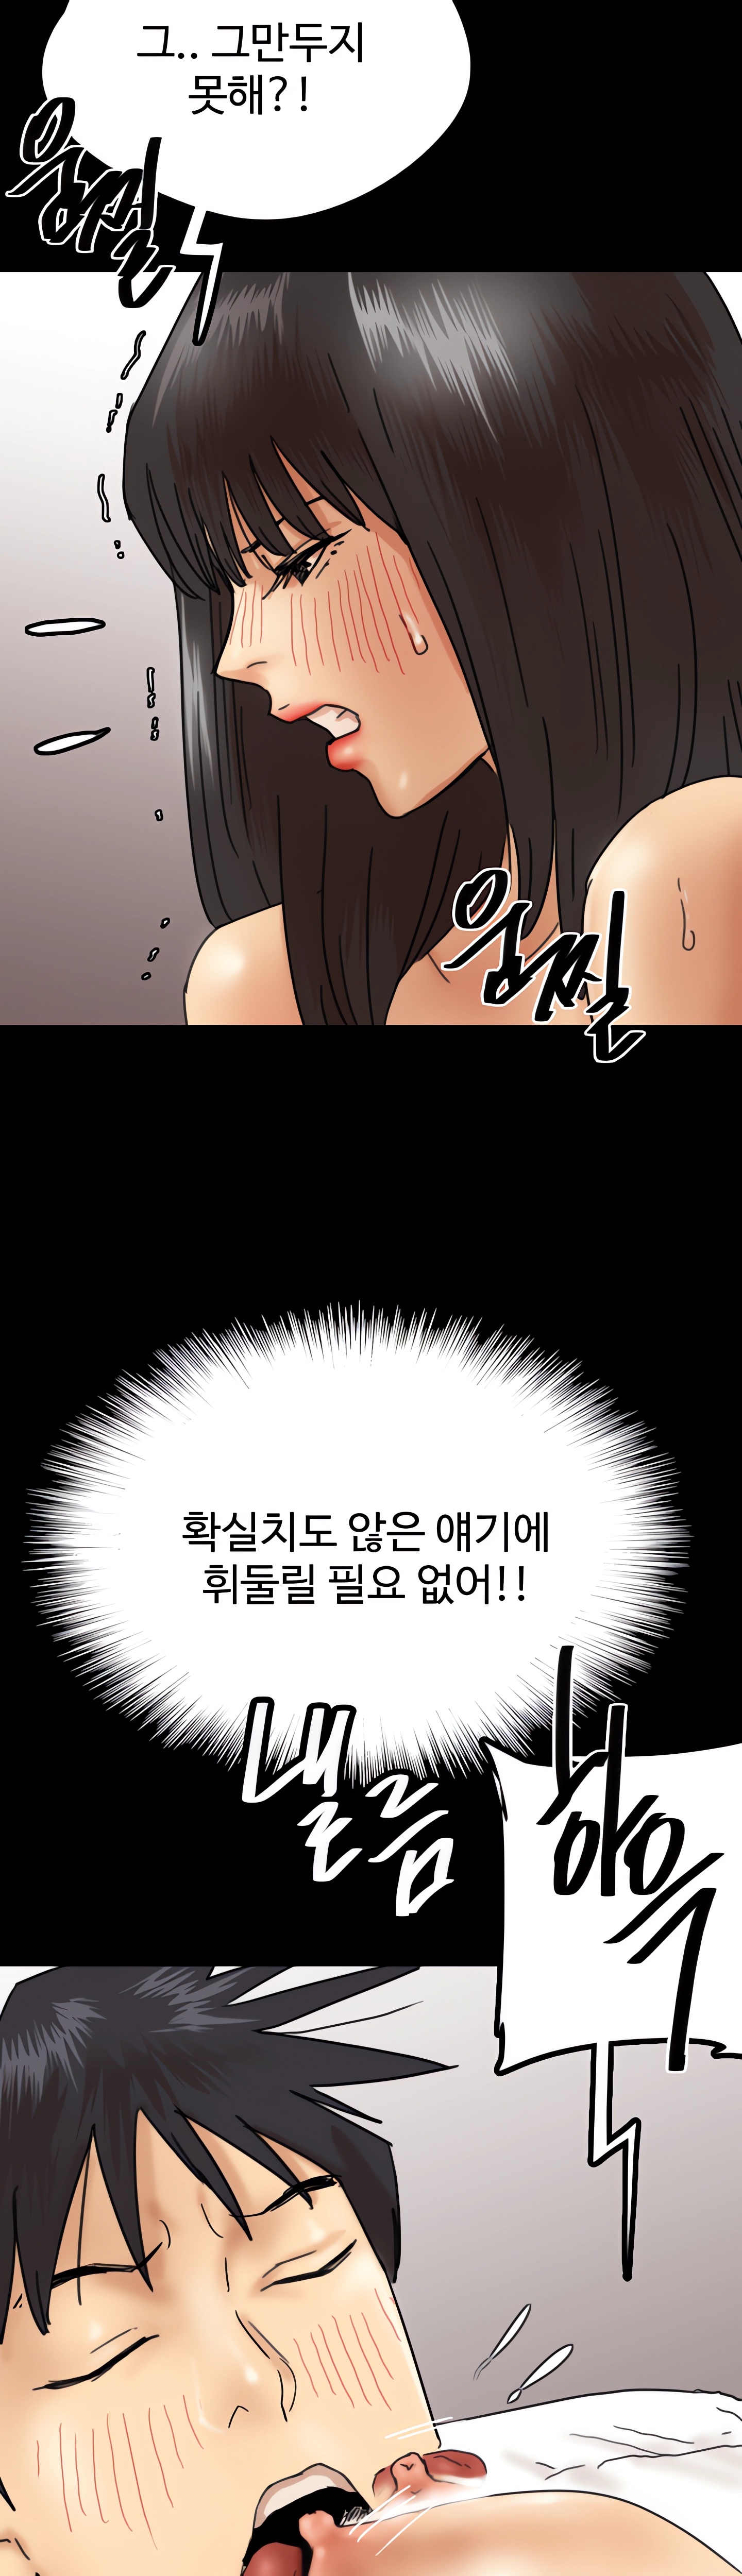 그.. 그만두지
못해?!
움찔
움찔
확실치도 않은 얘기에
휘둘릴 필요 없어!!
낼름
하윽